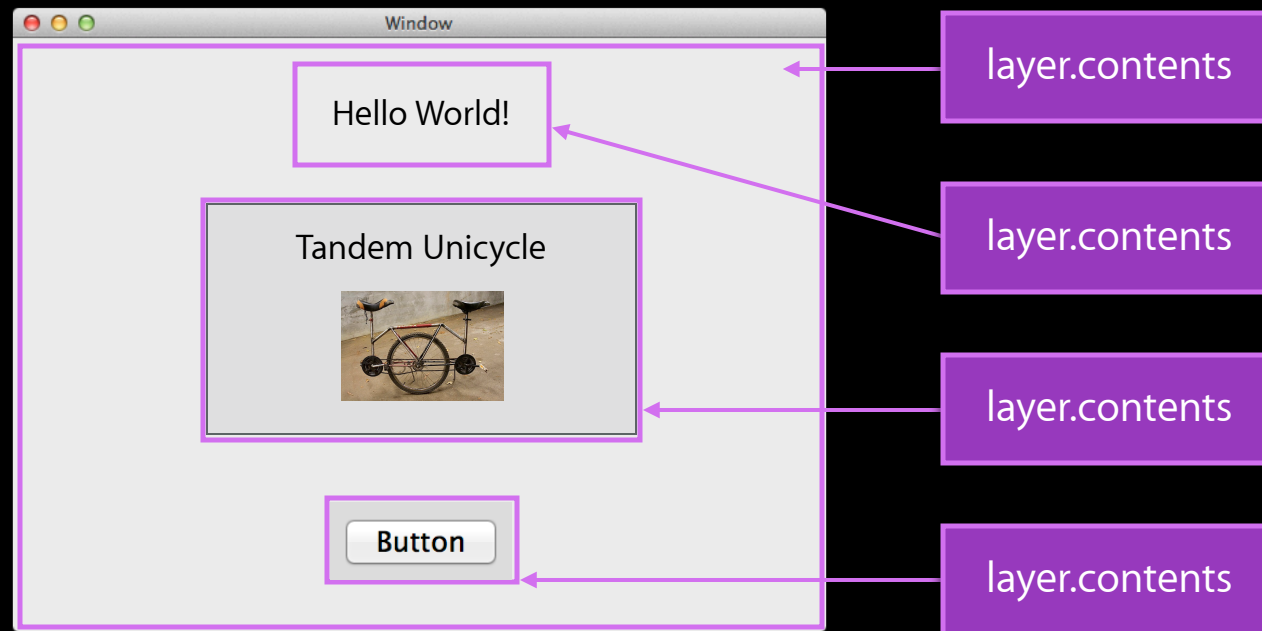 Window
layer.contents
Hello World!
layer.contents
Tandem Unicycle
layer.contents
Button
layer.contents